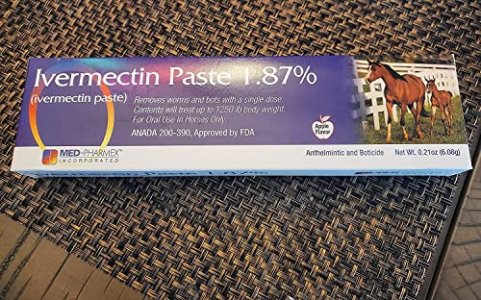 Ivermectin Paste 1.87%
(ivermectin paste)
Removes worms and bots with a single dose.
Contents will treat up to 1250 lb body weight.
For Oral Use in Horses Only.
ANADA 200-390, Approved by FDA
Apple
Flavor
MED-PHARMEX™
INCORPORATED
Anthelmintic and Boticide
Net Wt. 0.21oz (6.08g)